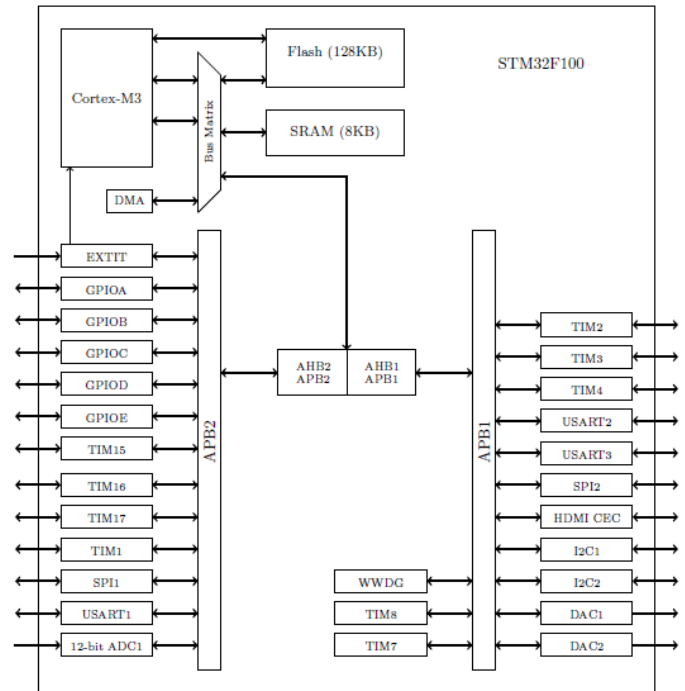 STM32F100
Flash (128KB)
Cortex-M3
Bus Matrix
SRAM (8KB)
DMA
EXTIT
GPIOA
GPIOB
GPIOC
GPIOD
GPIOE
TIM15
TIM16
TIM17
TIM1
SPI1
USART1
12-bit ADC1
APB2
AHB2
APB2
AHB1
APB1
APB1
WWDG
TIM8
TIM7
TIM2
TIM3
TIM4
USART2
USART3
SPI2
HDMI CEC
I2C1
I2C2
DAC1
DAC2